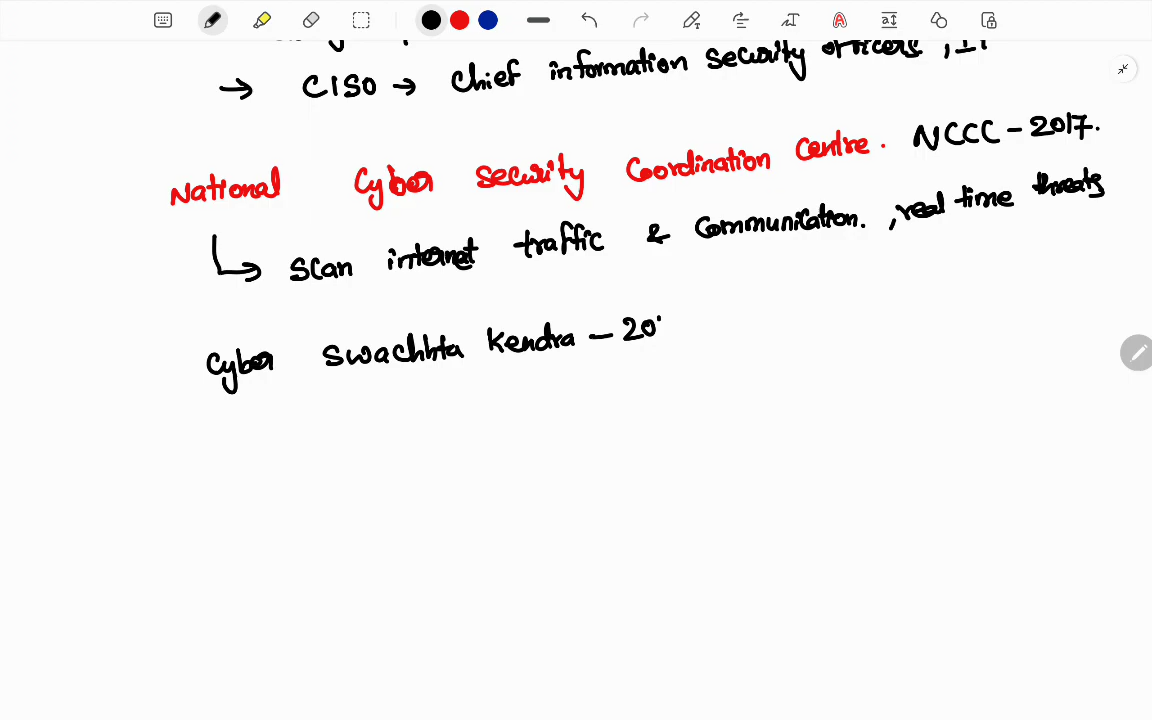 → CISO → Chief information security officers, IT
National Cyber Security Coordination Centre. NCCC - 2017.
↳ scan internet traffic & communication. , real time threats
Cyber Swachhta Kendra - 20